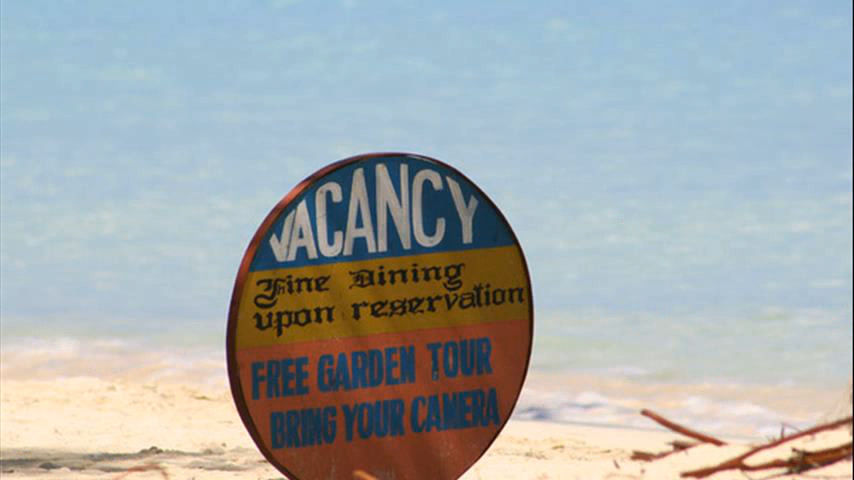 VACANCY
Fine Dining
upon reservation
FREE GARDEN TOUR
BRING YOUR CAMERA